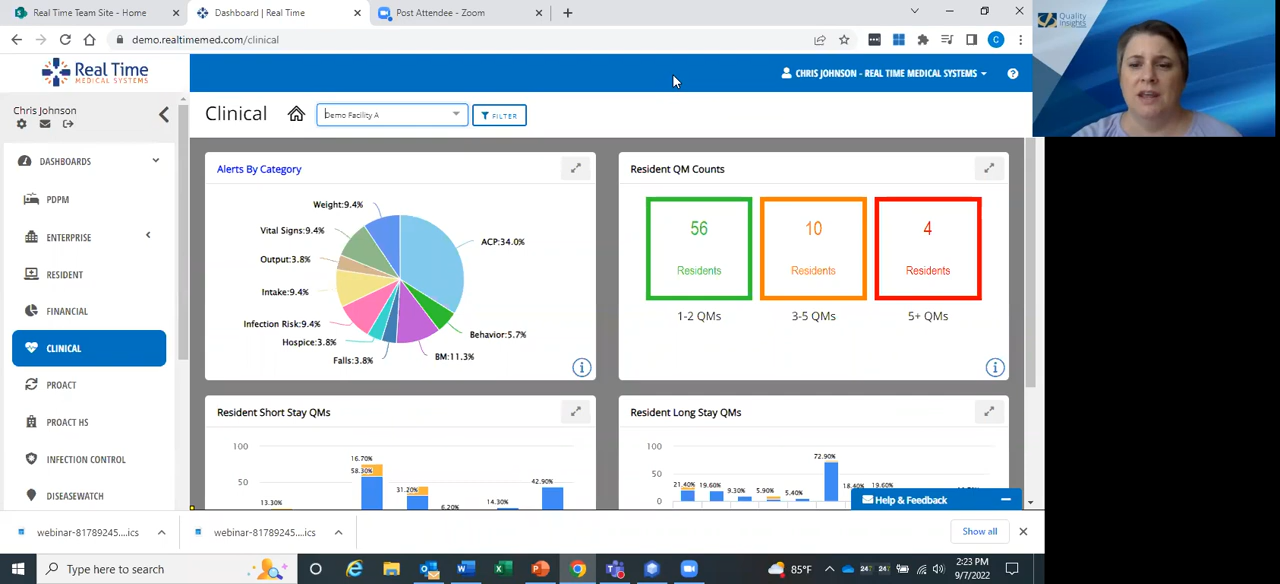 Real Time Team Site - Home
Dashboard | Real Time
Post Attendee - Zoom
demo.realtimemed.com/clinical
C
Real Time
MEDICAL SYSTEMS
CHRIS JOHNSON - REAL TIME MEDICAL SYSTEMS
Quality
Insights
Chris Johnson
Clinical
Demo Facility A
FILTER
DASHBOARDS
PDPM
ENTERPRISE
RESIDENT
FINANCIAL
CLINICAL
PROACT
PROACT HS
INFECTION CONTROL
DISEASEWATCH
Alerts By Category
Weight:9.4%
Vital Signs:9.4%
Output:3.8%
Intake:9.4%
Infection Risk:9.4%
Hospice:3.8%
Falls:3.8%
ACP:34.0%
Behavior:5.7%
BM:11.3%
Resident QM Counts
56
Residents
1-2 QMs
10
Residents
3-5 QMs
4
Residents
5+ QMs
Resident Short Stay QMs
100
50
13.30%
16.70%
58.30%
31.20%
6.20%
14.30%
42.90%
Resident Long Stay QMs
100
50
0
21.40%
19.60%
9.30%
5.90%
5.40%
72.90%
18.40%
19.60%
Help & Feedback
webinar-81789245....ics
webinar-81789245....ics
Show all
Type here to search
85°F
247
247
2:23 PM
9/7/2022